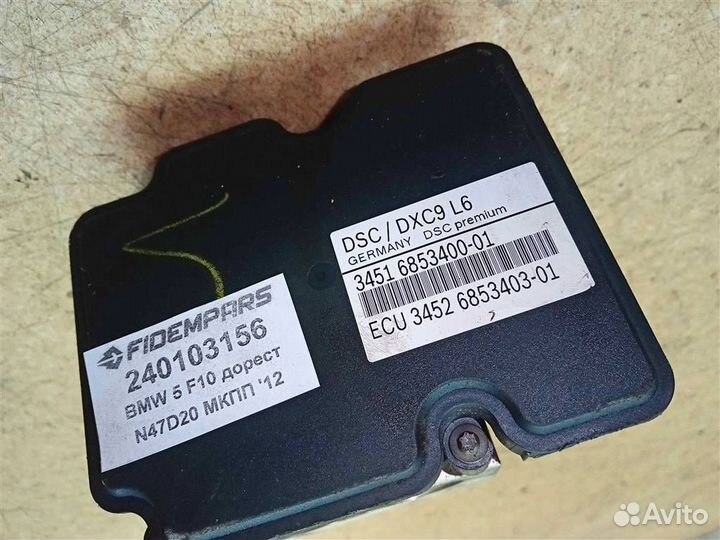 DSC / DXC9 L6
GERMANY DSC premium
3451 6853400-01
ECU 3452 6853403-01
FIDEMPARS
240103156
BMW 5 F10 дорест
N47D20 МКПП '12
Avito